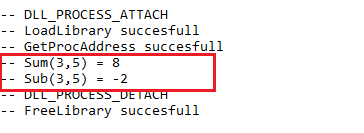 -- DLL_PROCESS_ATTACH
-- LoadLibrary succesfull
-- GetProcAddress succesfull
-- Sum(3,5) = 8
-- Sub(3,5) = -2
-- DLL_PROCESS_DETACH
-- FreeLibrary succesfull